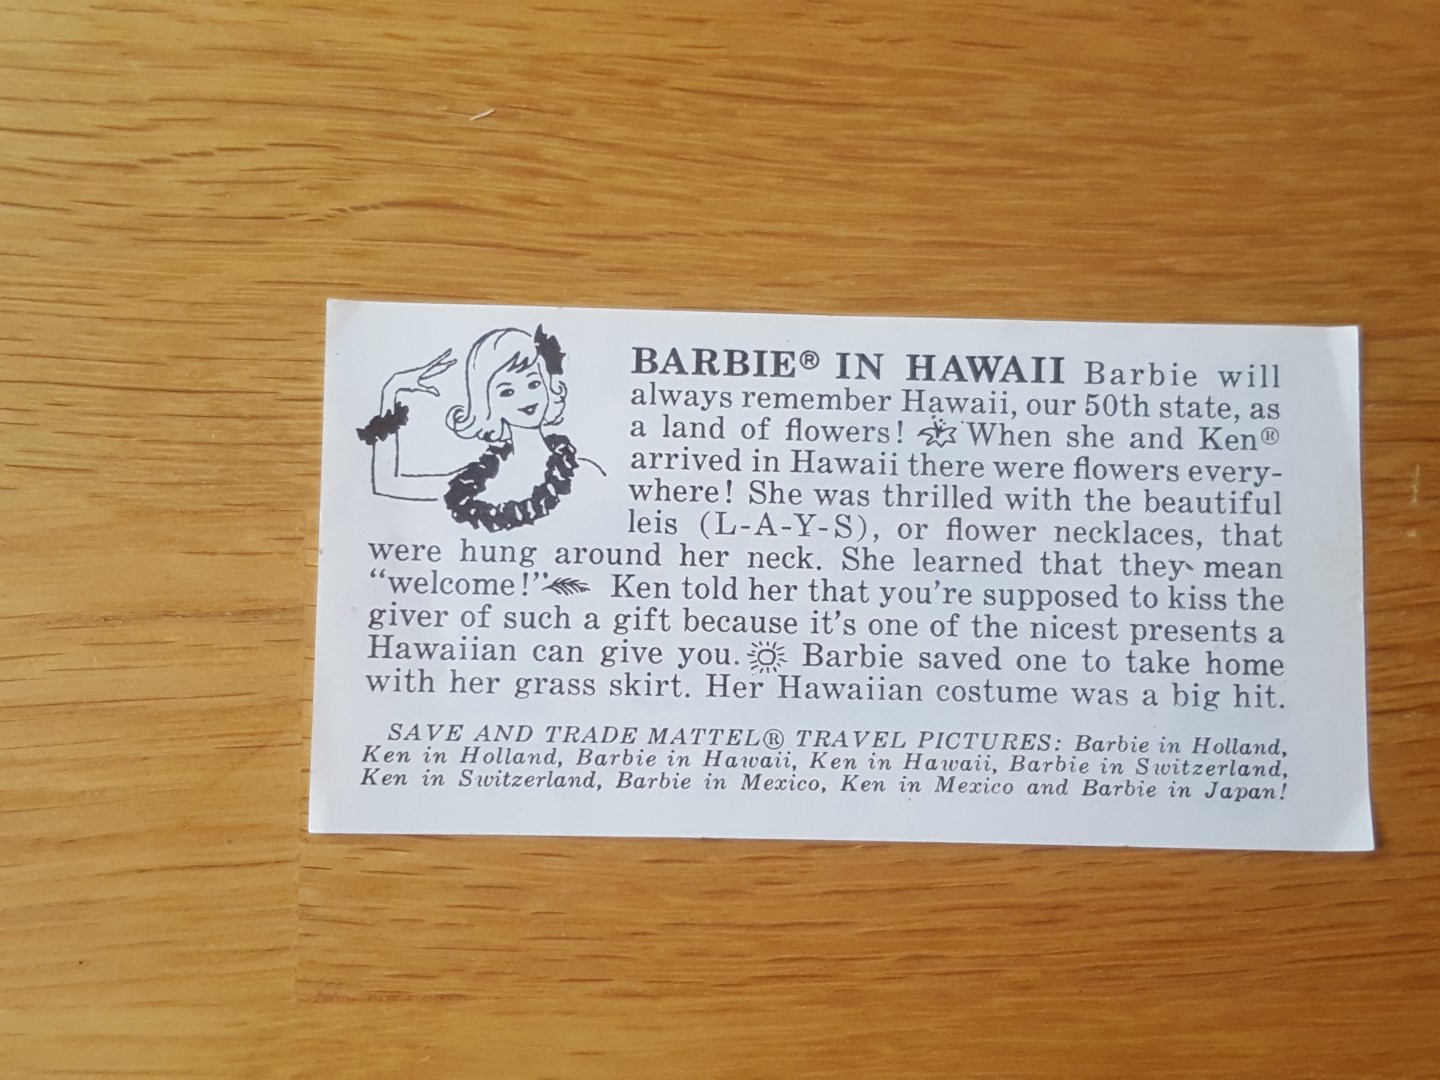 BARBIE® IN HAWAII Barbie will
always remember Hawaii, our 50th state, as
a land of flowers! When she and Ken®
arrived in Hawaii there were flowers every-
where! She was thrilled with the beautiful
leis (L-A-Y-S), or flower necklaces, that
were hung around her neck. She learned that they mean
“welcome!” Ken told her that you're supposed to kiss the
giver of such a gift because it's one of the nicest presents a
Hawaiian can give you. Barbie saved one to take home
with her grass skirt. Her Hawaiian costume was a big hit.
SAVE AND TRADE MATTEL® TRAVEL PICTURES: Barbie in Holland,
Ken in Holland, Barbie in Hawaii, Ken in Hawaii, Barbie in Switzerland,
Ken in Switzerland, Barbie in Mexico, Ken in Mexico and Barbie in Japan!